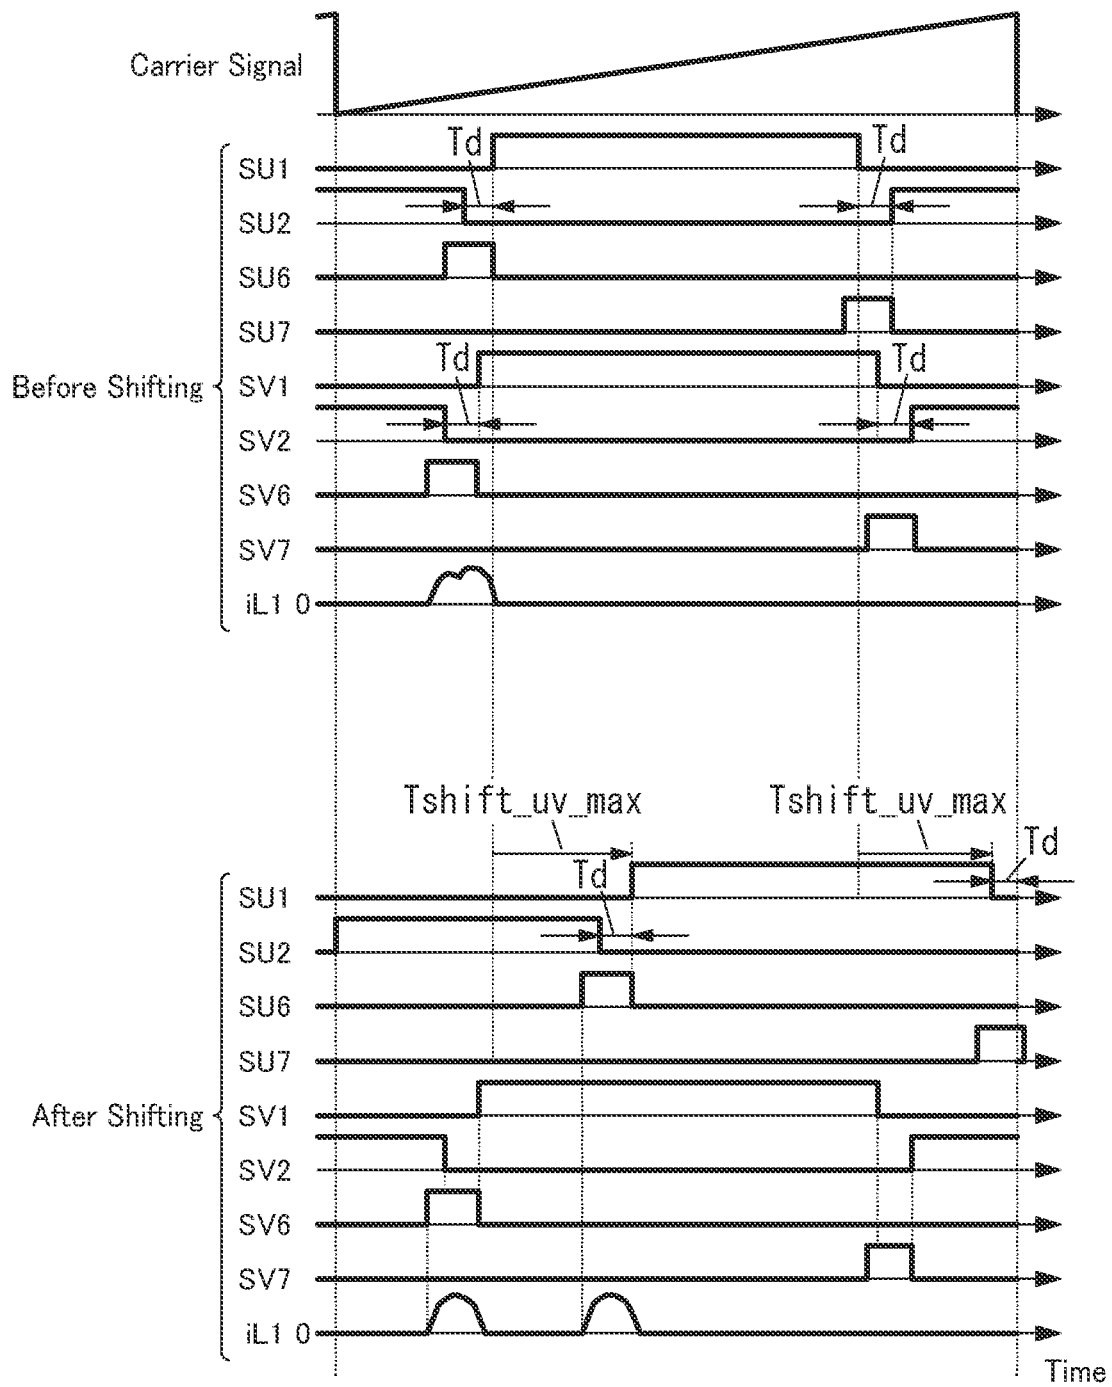 Carrier Signal
Before Shifting
SU1
Td
Td
SU2
SU6
SU7
SV1
Td
Td
SV2
SV6
SV7
iL1 0
Tshift_uv_max
Tshift_uv_max
Td
After Shifting
SU1
Td
SU2
SU6
SU7
SV1
SV2
SV6
SV7
iL1 0
Time